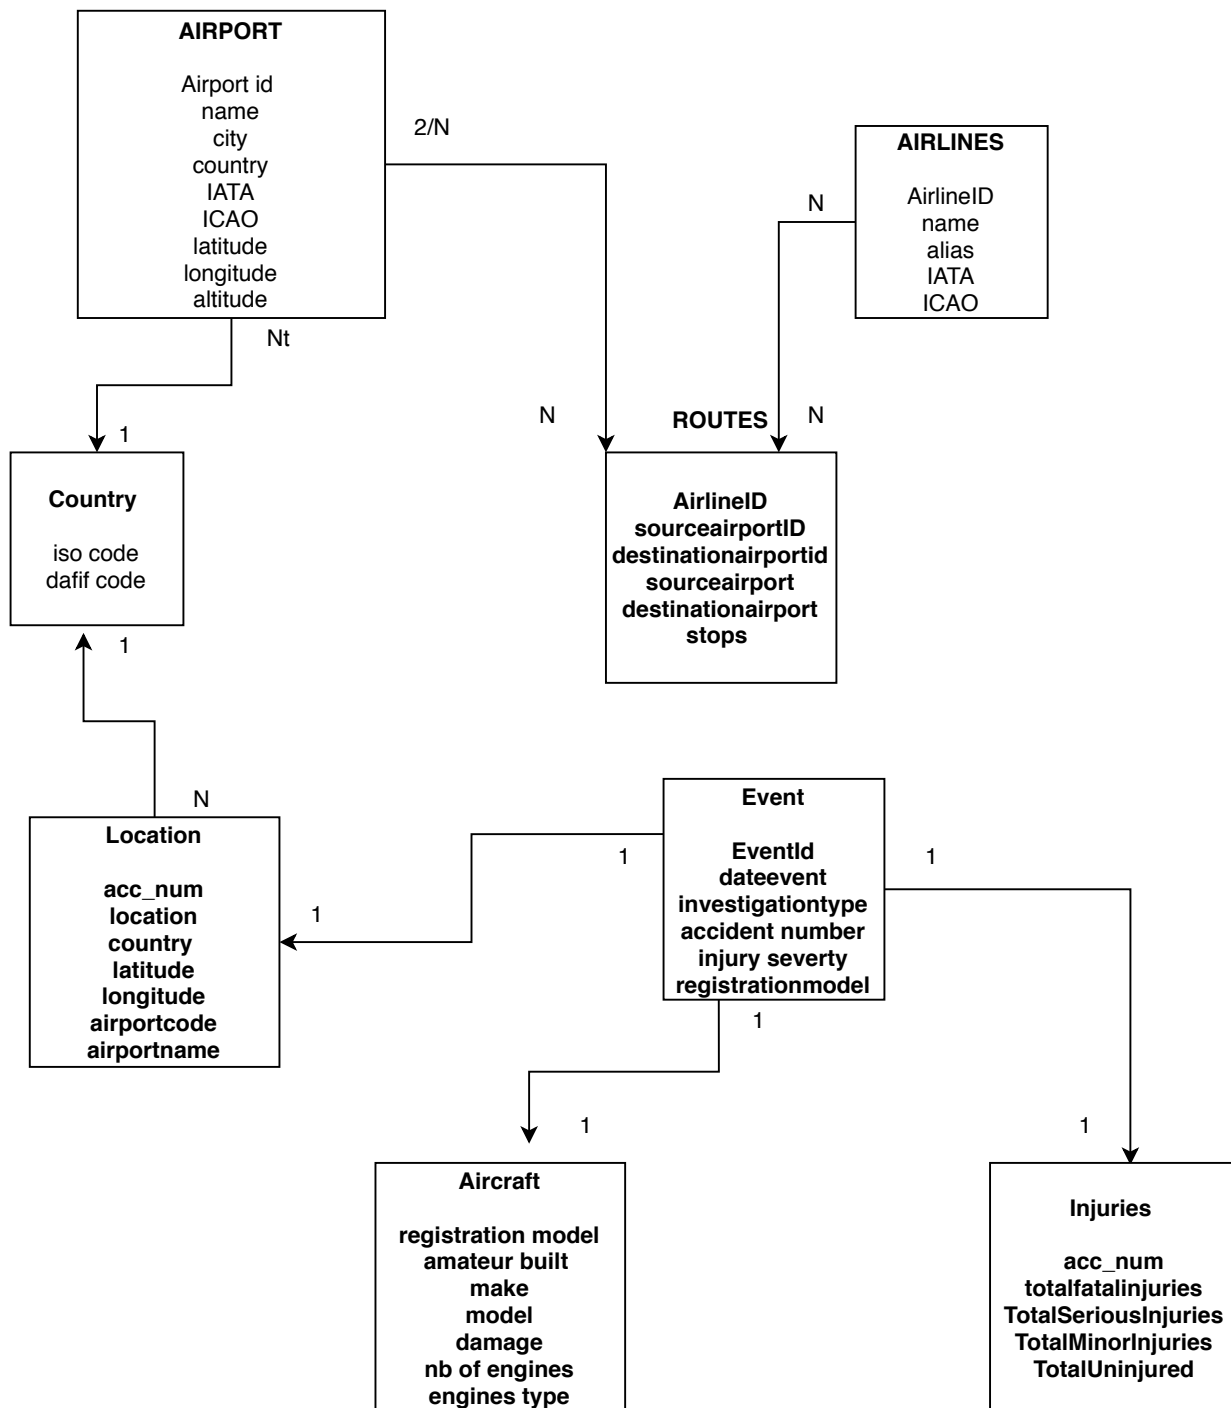 AIRPORT
Airport id
name
city
country
IATA
ICAO
latitude
longitude
altitude
2/N
AIRLINES
AirlineID
name
alias
IATA
ICAO
N
Nt
1
N
ROUTES
N
Country
iso code
dafif code
1
AirlineID
sourceairportID
destinationairportid
sourceairport
destinationairport
stops
N
Location
acc_num
location
country
latitude
longitude
airportcode
airportname
1
1
Event
EventId
dateevent
investigationtype
accident number
injury severty
registrationmodel
1
1
1
1
Aircraft
registration model
amateur built
make
model
damage
nb of engines
engines type
Injuries
acc_num
totalfatalinjuries
TotalSeriousInjuries
TotalMinorInjuries
TotalUninjured